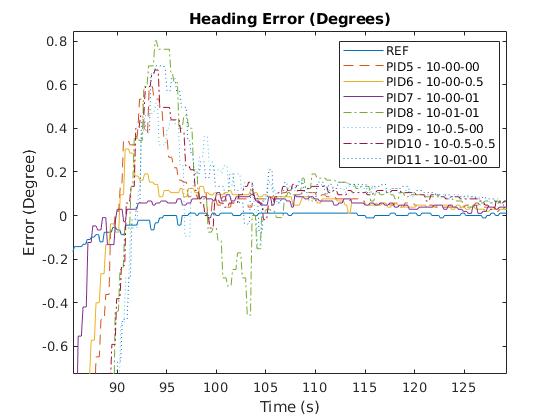 Heading Error (Degrees)
0.8
0.6
0.4
0.2
0
-0.2
-0.4
-0.6
Error (Degree)
REF
PID5 - 10-00-00
PID6 - 10-00-0.5
PID7 - 10-00-01
PID8 - 10-01-01
PID9 - 10-0.5-00
PID10 - 10-0.5-0.5
PID11 - 10-01-00
90 95 100 105 110 115 120 125
Time (s)